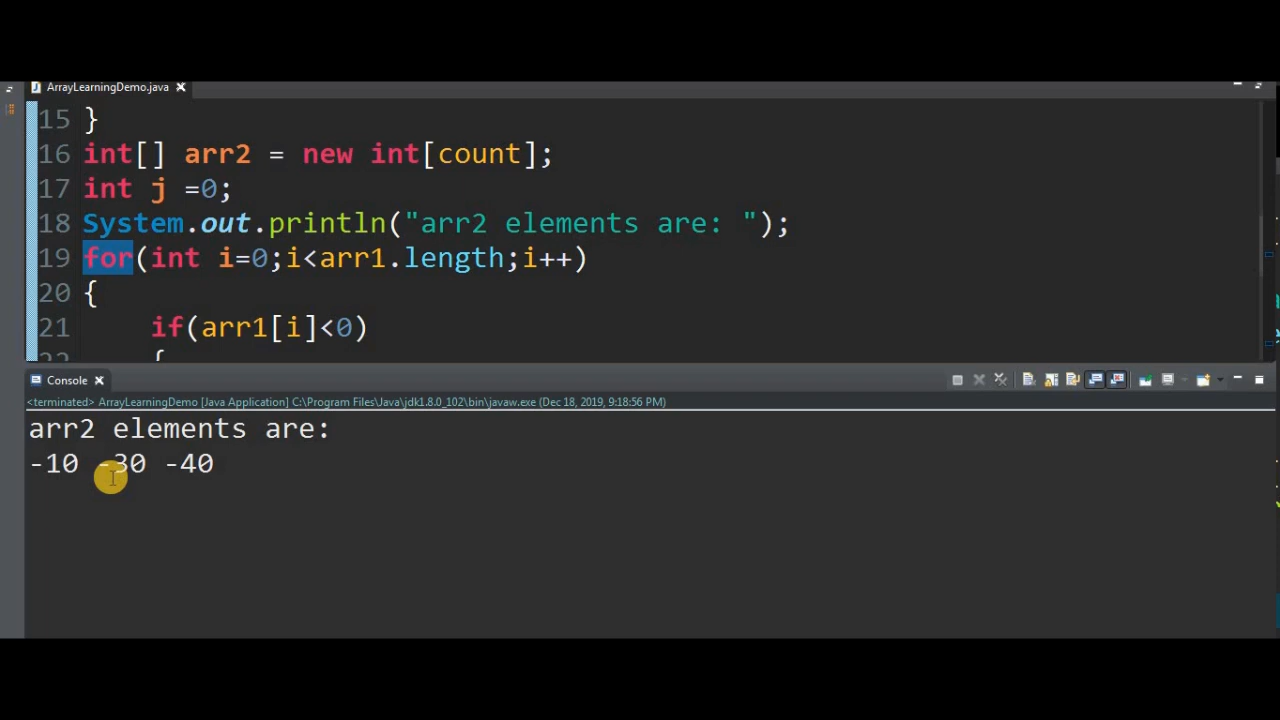 ArrayLearningDemo.java
15 }
16 int[] arr2 = new int[count];
17 int j =0;
18 System.out.println("arr2 elements are: ");
19 for(int i=0;i<arr1.length;i++)
20 {
21 if(arr1[i]<0)
22 {
Console
<terminated> ArrayLearningDemo [Java Application] C:\Program Files\Java\jdk1.8.0_102\bin\javaw.exe (Dec 18, 2019, 9:18:56 PM)
arr2 elements are:
-10 -30 -40